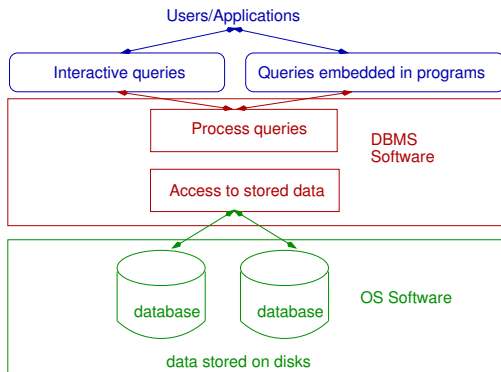 Users/Applications
Interactive queries
Queries embedded in programs
Process queries
DBMS
Software
Access to stored data
OS Software
database
database
data stored on disks